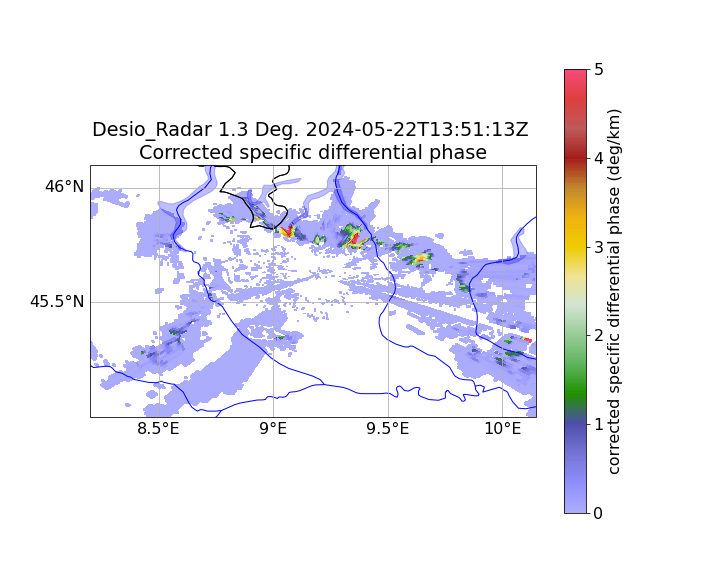 Desio_Radar 1.3 Deg. 2024-05-22T13:51:13Z
Corrected specific differential phase
46°N
45.5°N
8.5°E
9°E
9.5°E
10°E
5
4
3
2
1
0
corrected specific differential phase (deg/km)